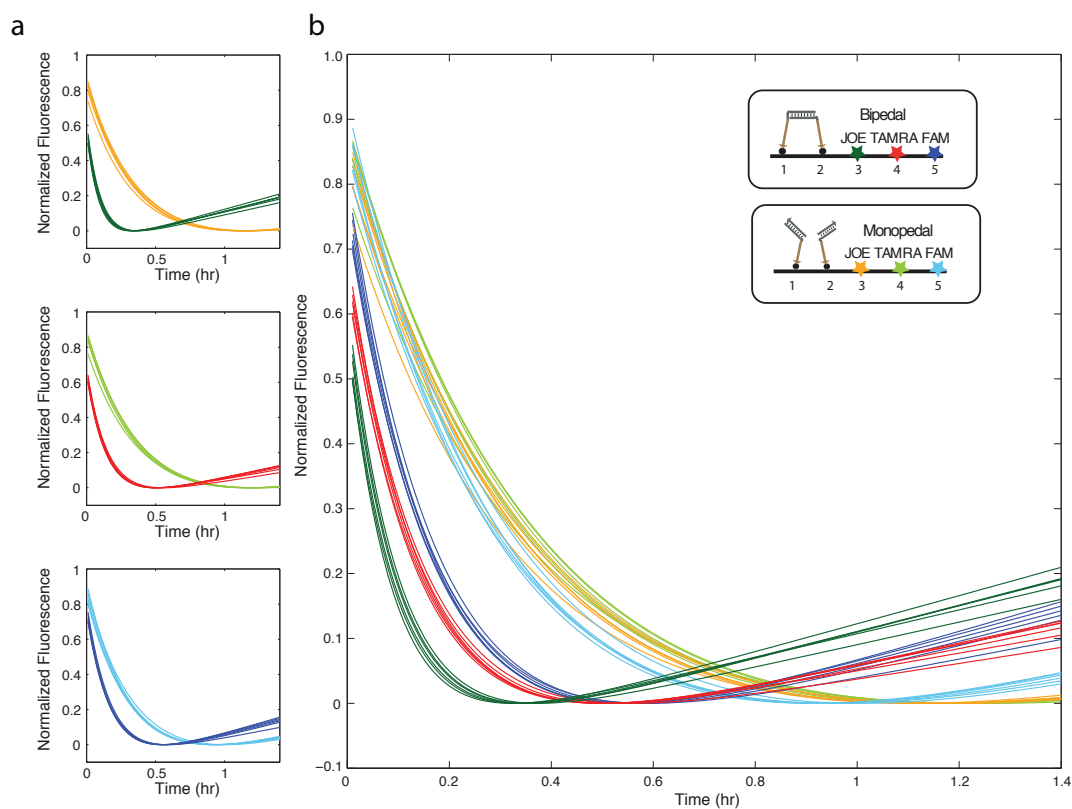 a
b
1
0.8
0.6
0.4
0.2
0
0
0.5
1
Normalized Fluorescence
Time (hr)
1
0.8
0.6
0.4
0.2
0
0
0.5
1
Normalized Fluorescence
Time (hr)
1
0.8
0.6
0.4
0.2
0
0
0.5
1
Normalized Fluorescence
Time (hr)
1.0
0.9
0.8
0.7
0.6
0.5
0.4
0.3
0.2
0.1
0
−0.1
0
0.2
0.4
0.6
0.8
1
1.2
1.4
Normalized Fluorescence
Time (hr)
Bipedal
JOE TAMRA FAM
1 2 3 4 5
Monopedal
JOE TAMRA FAM
1 2 3 4 5